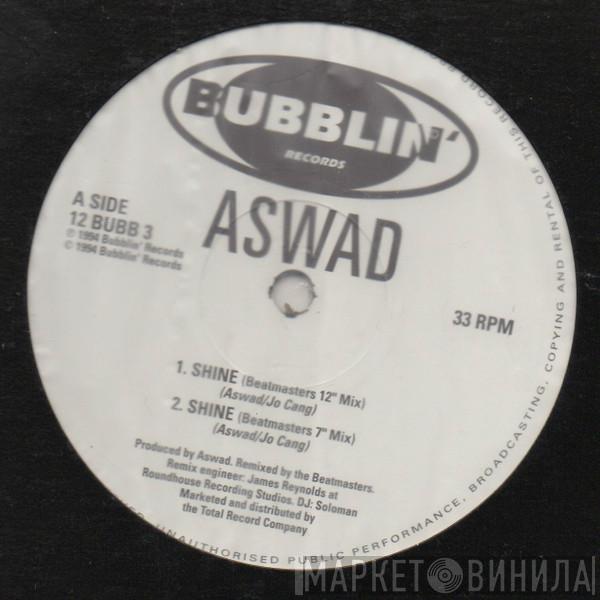 BUBBLIN'
RECORDS
ASWAD
A SIDE
12 BUBB 3
℗ 1994 Bubblin' Records
© 1994 Bubblin' Records
33 RPM
1. SHINE (Beatmasters 12" Mix)
(Aswad/Jo Cang)
2. SHINE (Beatmasters 7" Mix)
(Aswad/Jo Cang)
Produced by Aswad. Remixed by the Beatmasters.
Remix engineer: James Reynolds at
Roundhouse Recording Studios. DJ: Soloman
Marketed and distributed by
the Total Record Company
UNAUTHORISED PUBLIC PERFORMANCE, BROADCASTING, COPYING AND RENTAL OF THIS RECORD
МАРКЕТ ВИНИЛА